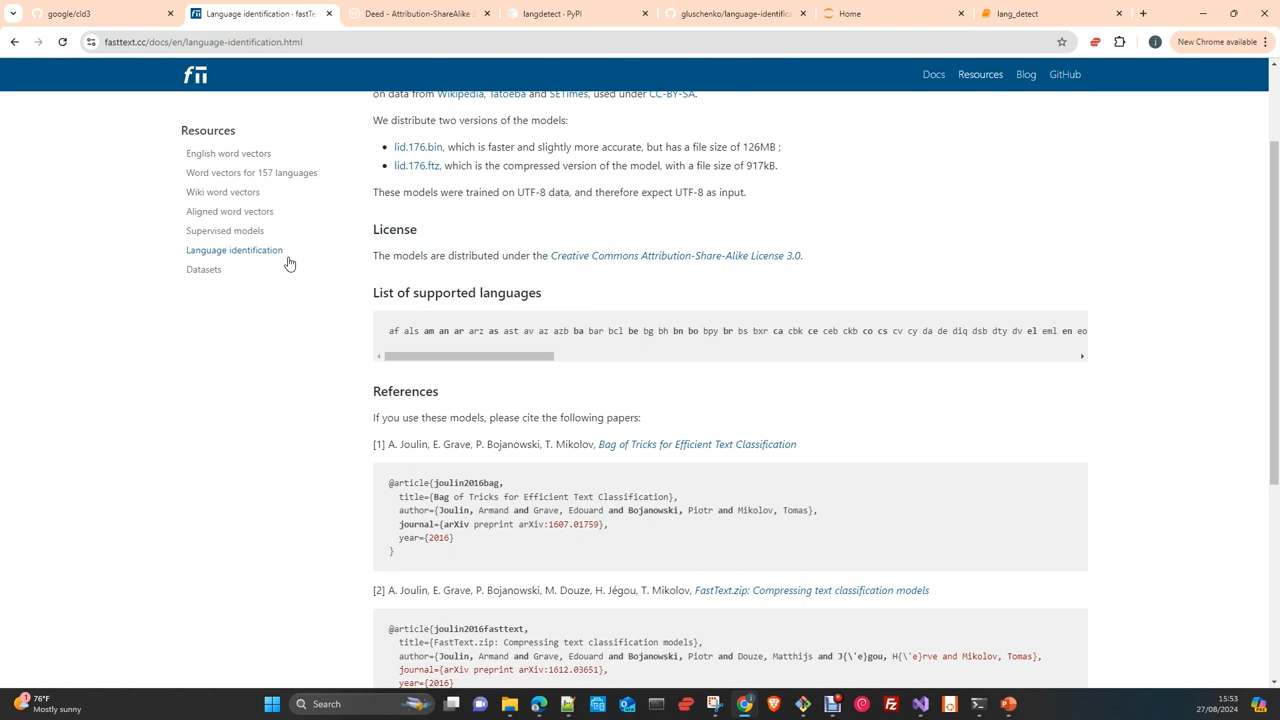 google/cld3
Language identification · fastTe
Deed - Attribution-ShareAlike
langdetect · PyPI
gluschenko/language-identifica
Home
lang_detect
fasttext.cc/docs/en/language-identification.html
New Chrome available
Docs
Resources
Blog
GitHub
on data from Wikipedia, Tatoeba and SETimes, used under CC-BY-SA.
Resources
English word vectors
Word vectors for 157 languages
Wiki word vectors
Aligned word vectors
Supervised models
Language identification
Datasets
We distribute two versions of the models:
lid.176.bin, which is faster and slightly more accurate, but has a file size of 126MB ;
lid.176.ftz, which is the compressed version of the model, with a file size of 917kB.
These models were trained on UTF-8 data, and therefore expect UTF-8 as input.
License
The models are distributed under the Creative Commons Attribution-Share-Alike License 3.0.
List of supported languages
af als am an ar arz as ast av az azb ba bar bcl be bg bh bn bo bpy br bs bxr ca cbk ce ceb ckb co cs cv cy da de diq dsb dty dv el eml en eo
References
If you use these models, please cite the following papers:
[1] A. Joulin, E. Grave, P. Bojanowski, T. Mikolov, Bag of Tricks for Efficient Text Classification
@article{joulin2016bag,
title={Bag of Tricks for Efficient Text Classification},
author={Joulin, Armand and Grave, Edouard and Bojanowski, Piotr and Mikolov, Tomas},
journal={arXiv preprint arXiv:1607.01759},
year={2016}
}
[2] A. Joulin, E. Grave, P. Bojanowski, M. Douze, H. Jégou, T. Mikolov, FastText.zip: Compressing text classification models
@article{joulin2016fasttext,
title={FastText.zip: Compressing text classification models},
author={Joulin, Armand and Grave, Edouard and Bojanowski, Piotr and Douze, Matthijs and J{\'e}gou, H{\'e}rve and Mikolov, Tomas},
journal={arXiv preprint arXiv:1612.03651},
year={2016}
76°F
Mostly sunny
Search
15:53
27/08/2024